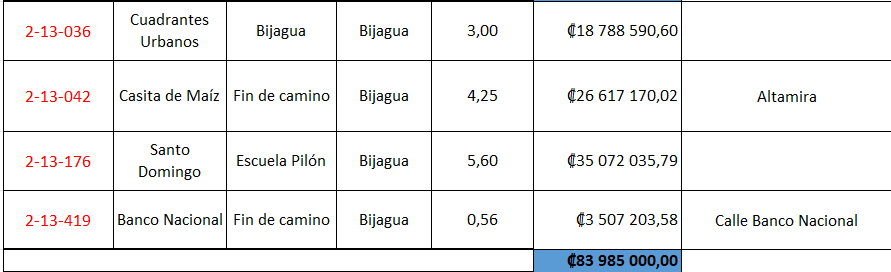 2-13-036 Cuadrantes Urbanos Bijagua Bijagua 3,00 ₡18 788 590,60
2-13-042 Casita de Maíz Fin de camino Bijagua 4,25 ₡26 617 170,02 Altamira
2-13-176 Santo Domingo Escuela Pilón Bijagua 5,60 ₡35 072 035,79
2-13-419 Banco Nacional Fin de camino Bijagua 0,56 ₡3 507 203,58 Calle Banco Nacional
₡83 985 000,00